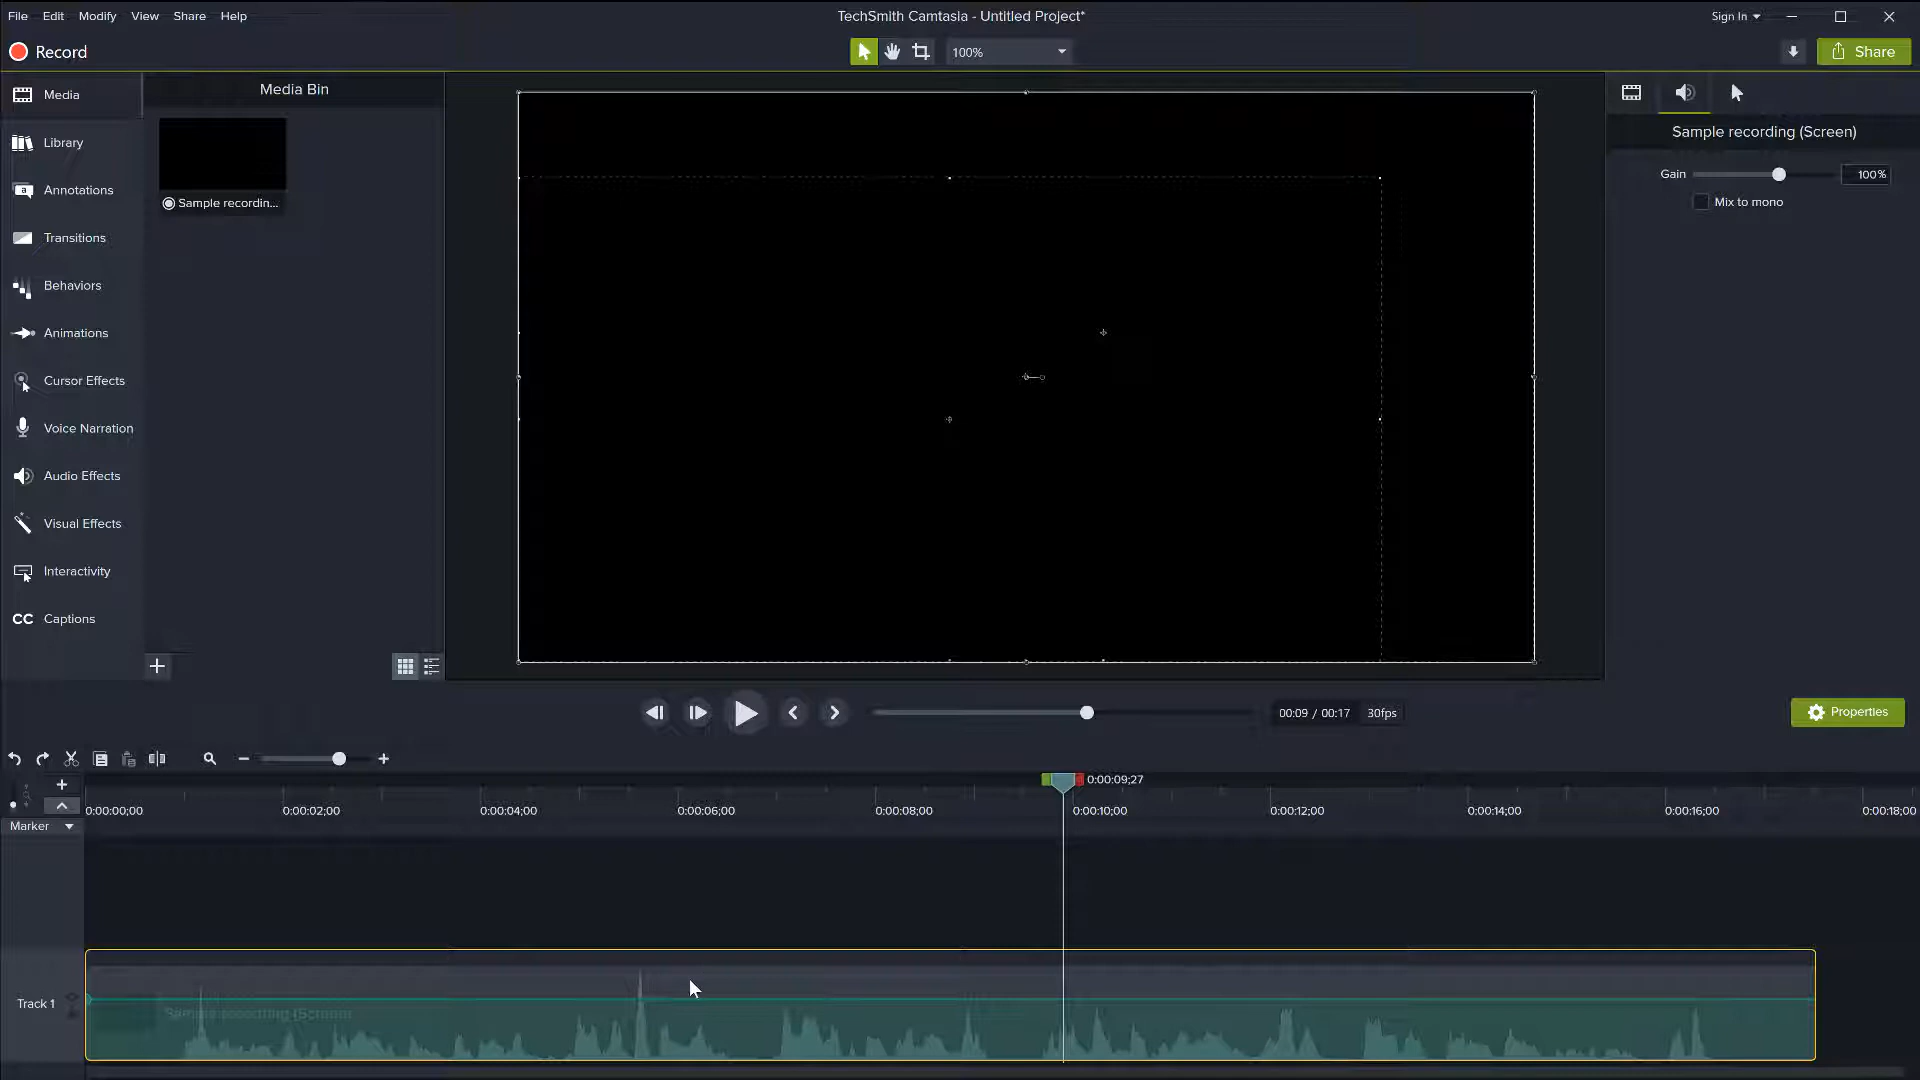 File Edit Modify View Share Help
TechSmith Camtasia - Untitled Project*
Sign In
Record
100%
Share
Media
Library
Annotations
Transitions
Behaviors
Animations
Cursor Effects
Voice Narration
Audio Effects
Visual Effects
Interactivity
CC Captions
Media Bin
Sample recordin...
Sample recording (Screen)
Gain 100%
Mix to mono
00:09 / 00:17 30fps
Properties
0:00:09;27
0:00:00;00 0:00:02;00 0:00:04;00 0:00:06;00 0:00:08;00 0:00:10;00 0:00:12;00 0:00:14;00 0:00:16;00 0:00:18;00
Marker
Track 1
Sample recording (Screen